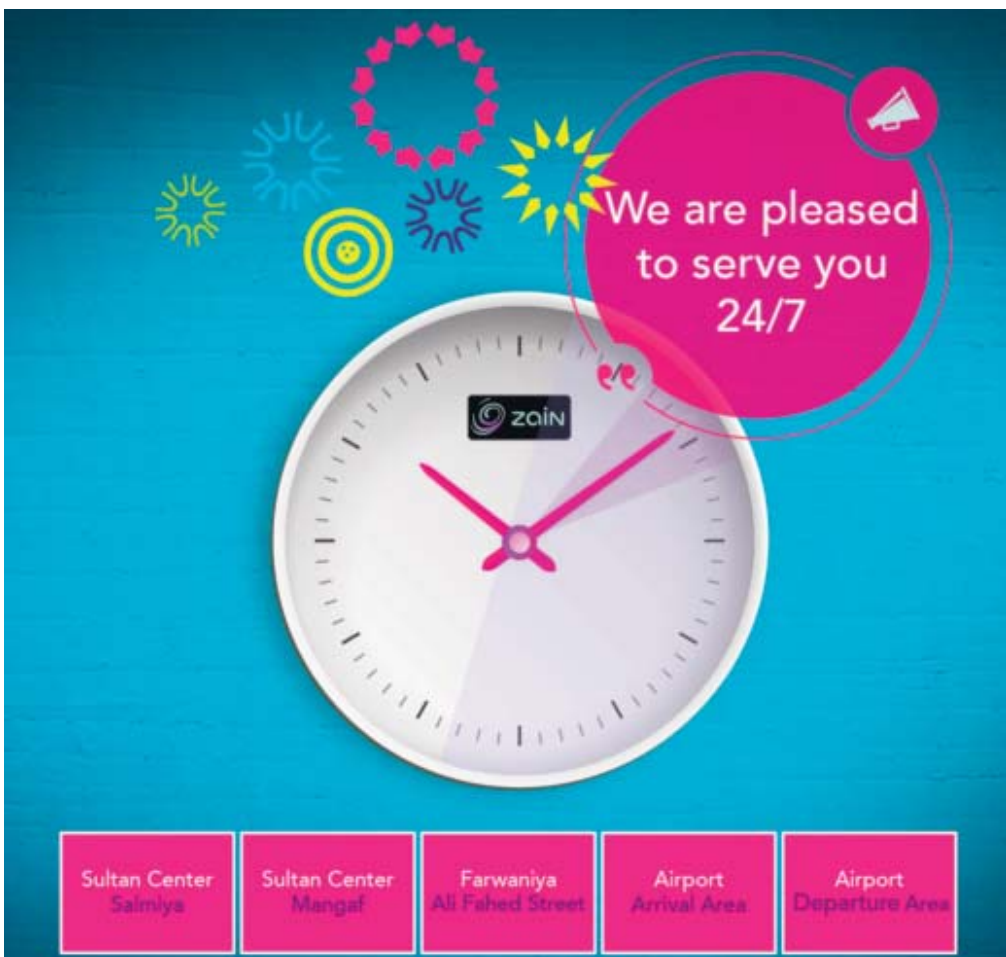 We are pleased
to serve you
24/7
zain
Sultan Center
Salmiya
Sultan Center
Mangaf
Farwaniya
Ali Fahed Street
Airport
Arrival Area
Airport
Departure Area